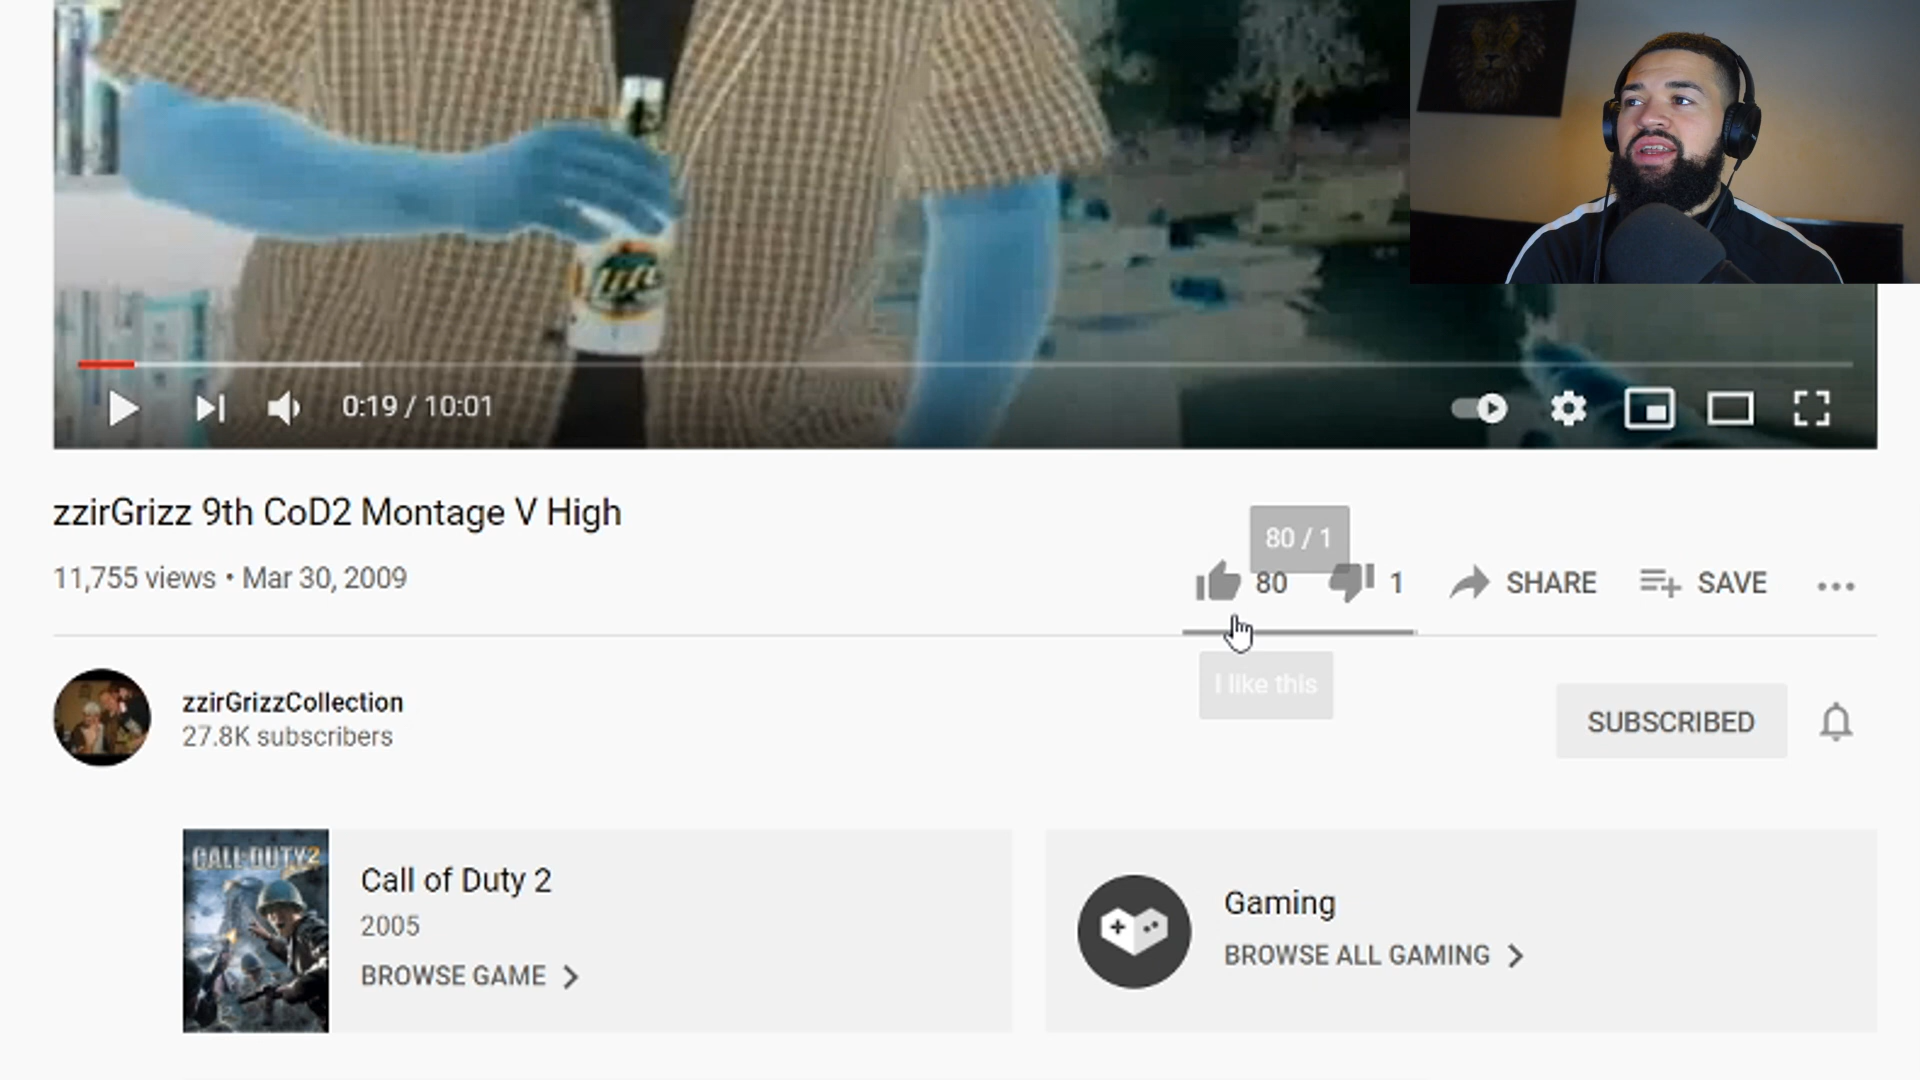 0:19 / 10:01
zzirGrizz 9th CoD2 Montage V High
11,755 views • Mar 30, 2009
80 / 1
80
1
SHARE
SAVE
I like this
zzirGrizzCollection
27.8K subscribers
SUBSCRIBED
CALL OF DUTY 2
Call of Duty 2
2005
BROWSE GAME
Gaming
BROWSE ALL GAMING